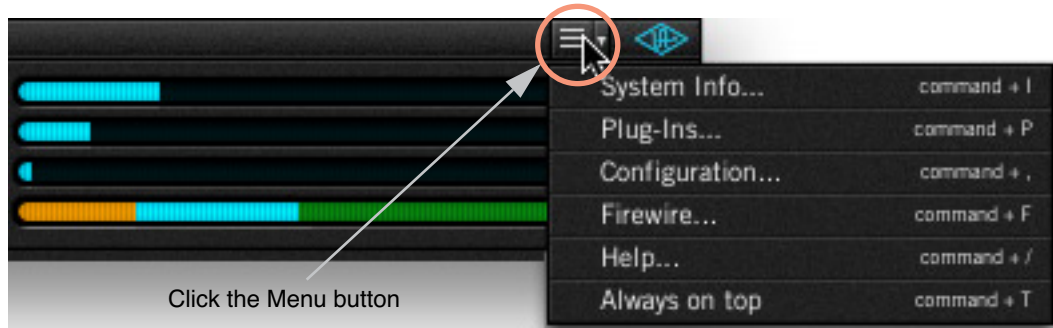 System Info... command + I
Plug-Ins... command + P
Configuration... command + ,
Firewire... command + F
Help... command + /
Always on top command + T
Click the Menu button